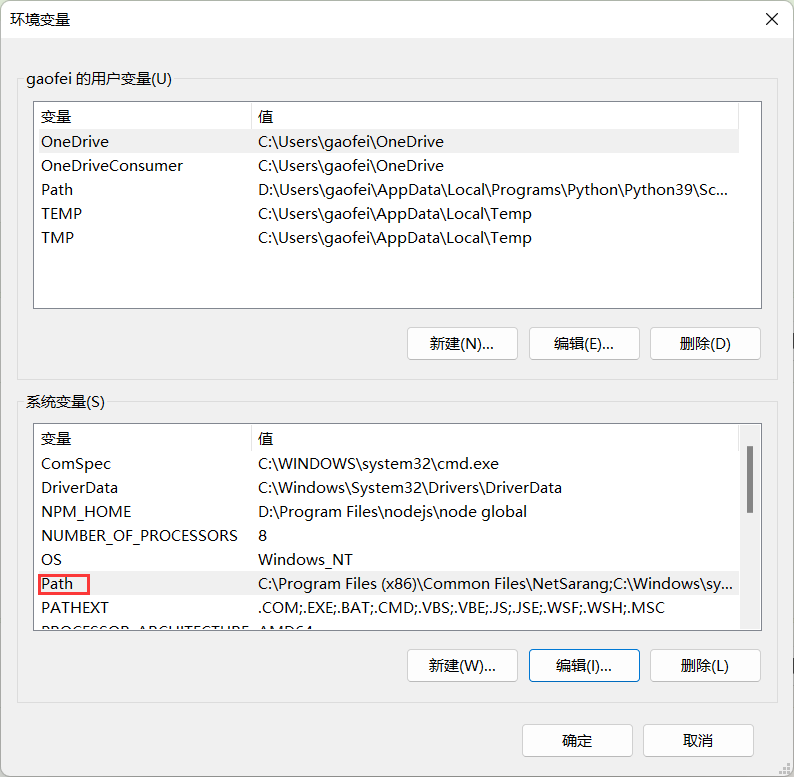 环境变量
gaofei 的用户变量(U)
变量 值
OneDrive C:\Users\gaofei\OneDrive
OneDriveConsumer C:\Users\gaofei\OneDrive
Path D:\Users\gaofei\AppData\Local\Programs\Python\Python39\Sc...
TEMP C:\Users\gaofei\AppData\Local\Temp
TMP C:\Users\gaofei\AppData\Local\Temp
新建(N)... 编辑(E)... 删除(D)
系统变量(S)
变量 值
ComSpec C:\WINDOWS\system32\cmd.exe
DriverData C:\Windows\System32\Drivers\DriverData
NPM_HOME D:\Program Files\nodejs\node global
NUMBER_OF_PROCESSORS 8
OS Windows_NT
Path C:\Program Files (x86)\Common Files\NetSarang;C:\Windows\sy...
PATHEXT .COM;.EXE;.BAT;.CMD;.VBS;.VBE;.JS;.JSE;.WSF;.WSH;.MSC
PROCESSOR_ARCHITECTURE AMD64
新建(W)... 编辑(I)... 删除(L)
确定 取消